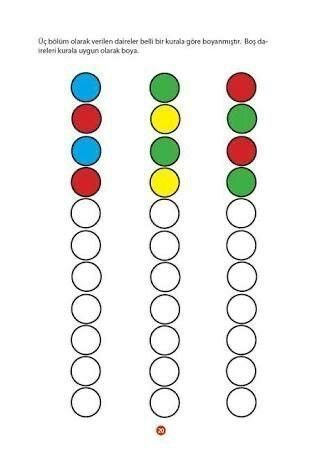 Üç bölüm olarak verilen daireler belli bir kurala göre boyanmıştır. Boş da-
ireleri kurala uygun olarak boya.
20